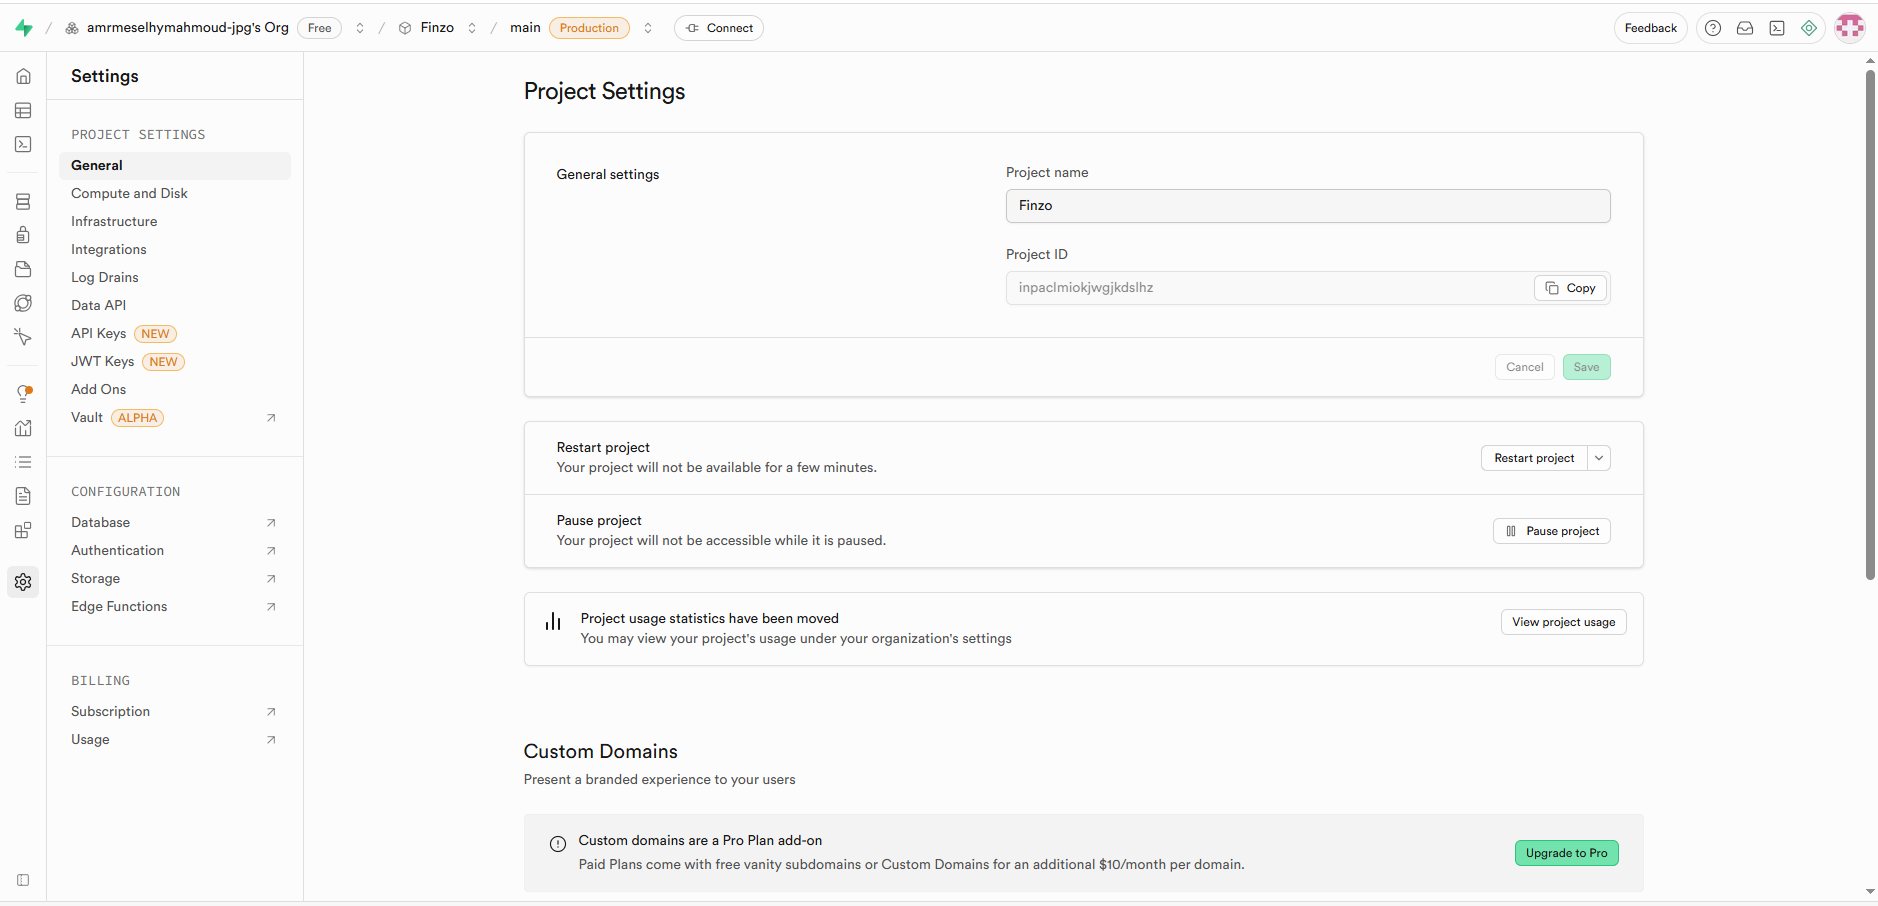 amrmeselhymahmoud-jpg's Org Free / Finzo / main Production Connect Feedback
Settings
PROJECT SETTINGS
General
Compute and Disk
Infrastructure
Integrations
Log Drains
Data API
API Keys NEW
JWT Keys NEW
Add Ons
Vault ALPHA
CONFIGURATION
Database
Authentication
Storage
Edge Functions
BILLING
Subscription
Usage
Project Settings
General settings
Project name
Finzo
Project ID
inpaclmiokjwgjkdslhz Copy
Cancel Save
Restart project
Your project will not be available for a few minutes.
Restart project
Pause project
Your project will not be accessible while it is paused.
Pause project
Project usage statistics have been moved
You may view your project's usage under your organization's settings
View project usage
Custom Domains
Present a branded experience to your users
Custom domains are a Pro Plan add-on
Paid Plans come with free vanity subdomains or Custom Domains for an additional $10/month per domain.
Upgrade to Pro